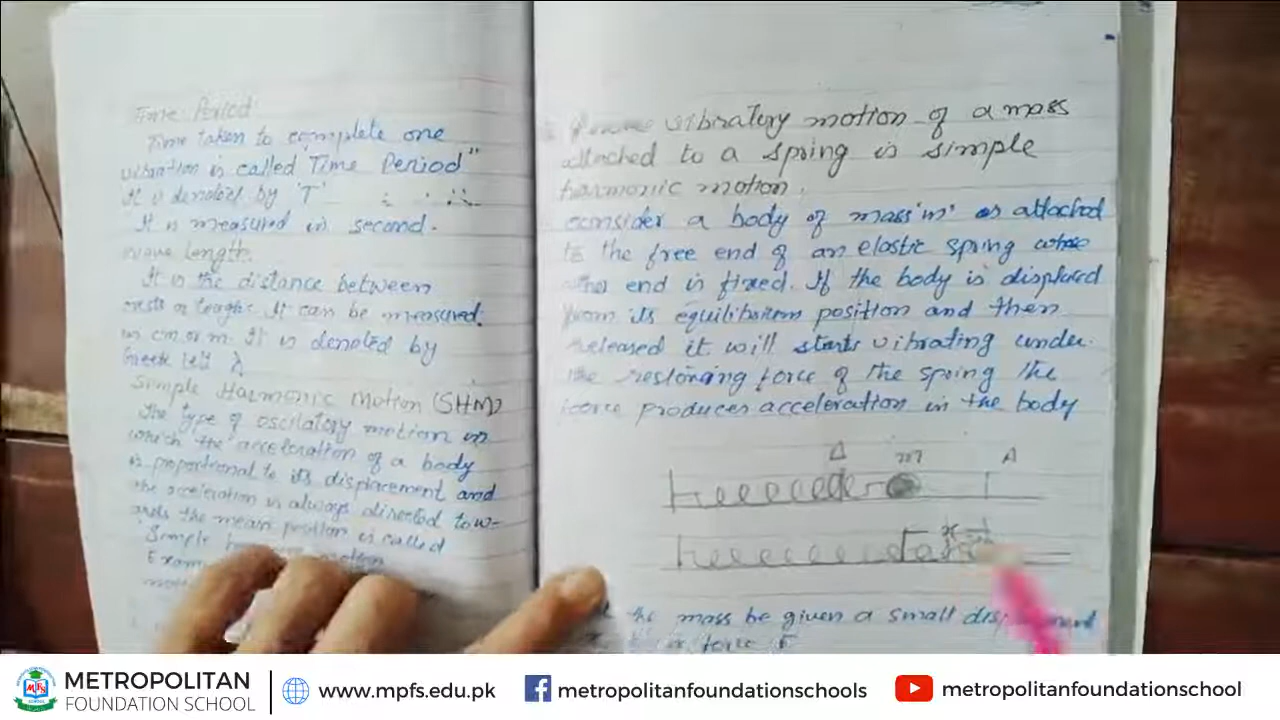 Time Period
Time taken to complete one
vibration is called Time Period"
It is denoted by 'T'
It is measured in second.
wave length.
It is the distance between
crests or It can be measured.
in cm or m. It is denoted by
Greek λ
Simple Harmonic Motion (SHM)
The type of oscilatory motion in
which the acceleration of a body
is proportional to its displacement and
the acceleration is always directed tow-
ards the mean position is called
Simple
vibratory motion of a mass
attached to a spring is simple
harmonic motion.
Consider a body of mass 'm' attached
to the free end of an elastic spring whose
other end is fixed. If the body is displaced
from its equilibrium position and then
released it will starts vibrating under.
the restoring force of the spring the
force produces acceleration in the body
m A
x
the mass be given a small
force F
METROPOLITAN
FOUNDATION SCHOOL
MFS
www.mpfs.edu.pk
metropolitanfoundationschools
metropolitanfoundationschool